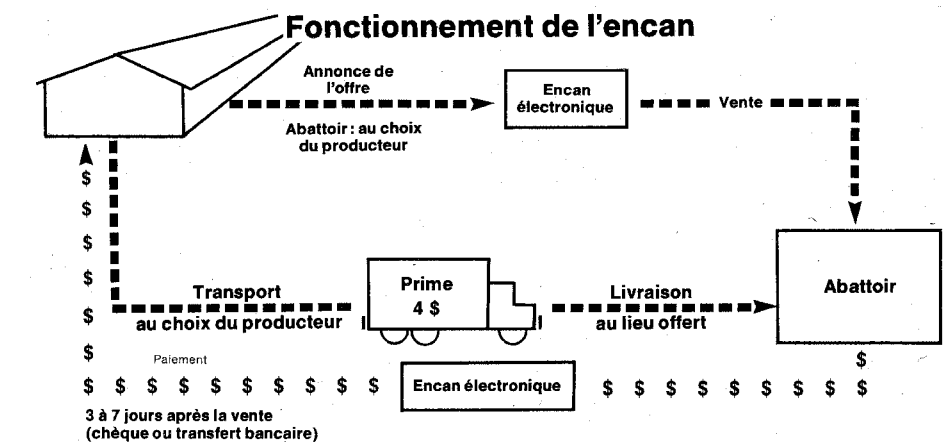 Fonctionnement de l'encan
Annonce de
l'offre
Abattoir : au choix
du producteur
Encan
électronique
Vente
Abattoir
Prime
4 $
Transport
au choix du producteur
Livraison
au lieu offert
$
$
$
$
$
$
$
Paiement
$ $ $ $ $ $ $ $ $ $
Encan électronique
$ $ $ $ $ $ $ $ $
3 à 7 jours après la vente
(chèque ou transfert bancaire)